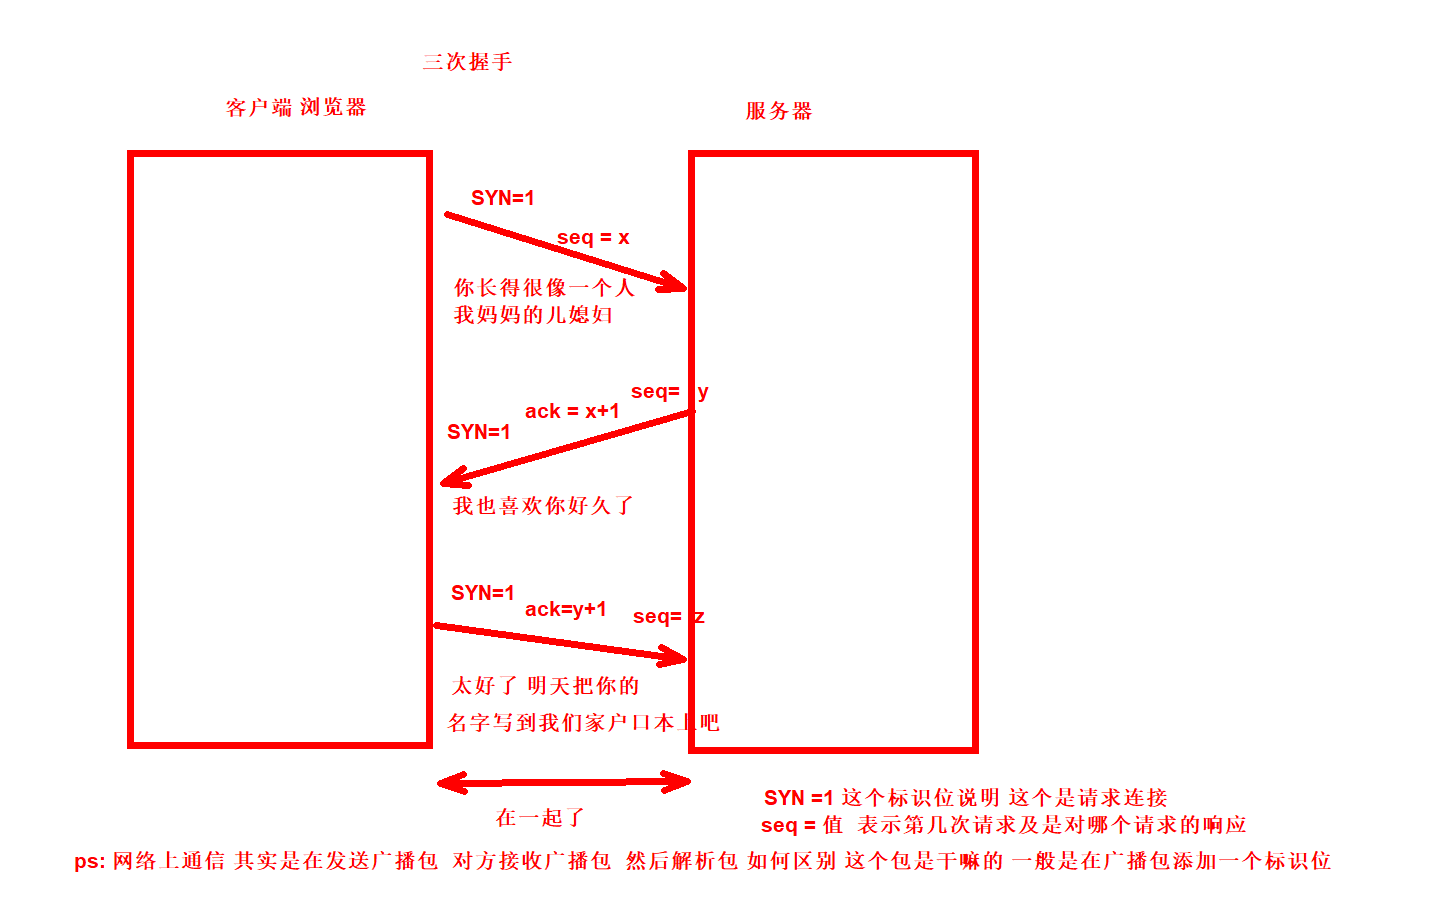 三次握手
客户端 浏览器
服务器
SYN=1
seq = x
你长得很像一个人
我妈妈的儿媳妇
seq= y
ack = x+1
SYN=1
我也喜欢你好久了
SYN=1
ack=y+1
seq= z
太好了 明天把你的
名字写到我们家户口本上吧
在一起了
SYN =1 这个标识位说明 这个是请求连接
seq = 值 表示第几次请求及是对哪个请求的响应
ps: 网络上通信 其实是在发送广播包 对方接收广播包 然后解析包 如何区别 这个包是干嘛的 一般是在广播包添加一个标识位